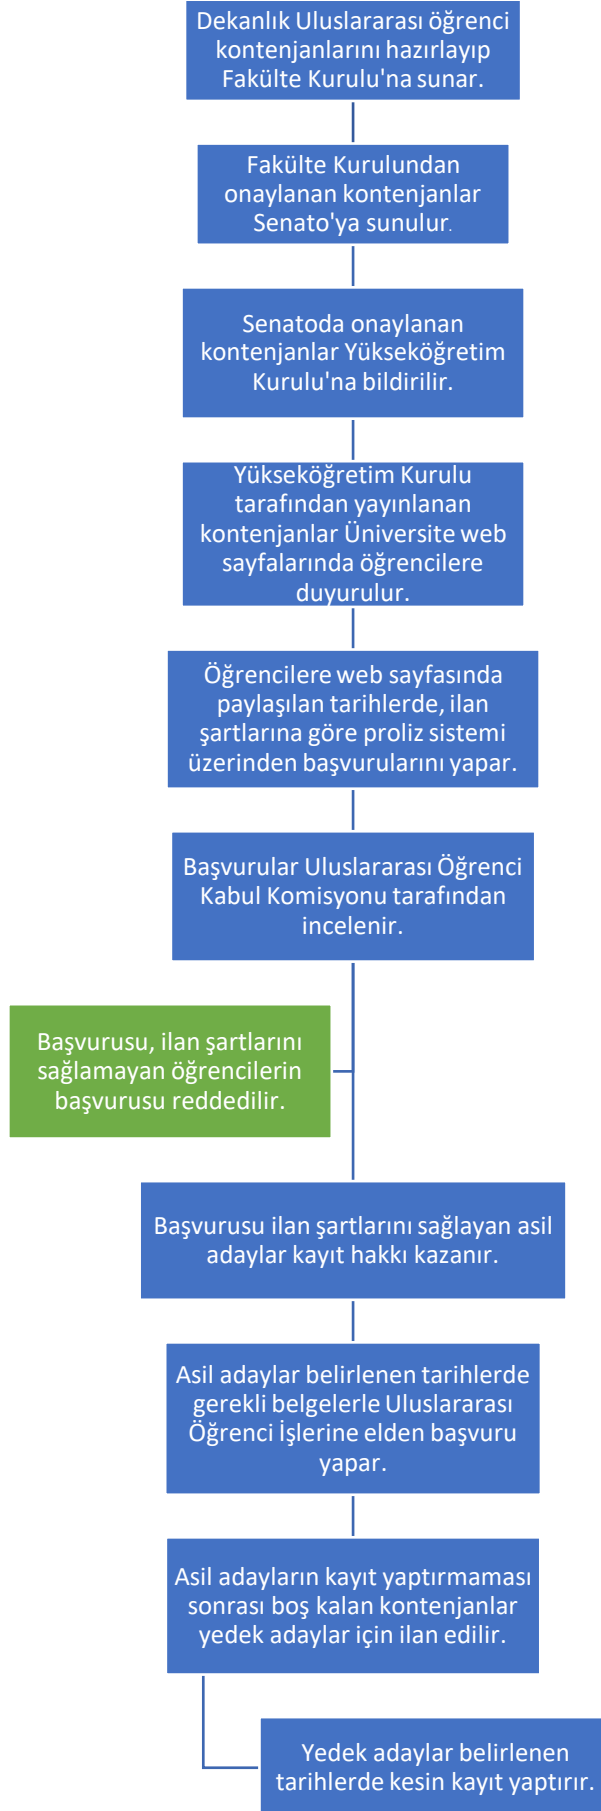 Dekanlık Uluslararası öğrenci
kontenjanlarını hazırlayıp
Fakülte Kurulu'na sunar.
Fakülte Kurulundan
onaylanan kontenjanlar
Senato'ya sunulur.
Senatoda onaylanan
kontenjanlar Yükseköğretim
Kurulu'na bildirilir.
Yükseköğretim Kurulu
tarafından yayınlanan
kontenjanlar Üniversite web
sayfalarında öğrencilere
duyurulur.
Öğrencilere web sayfasında
paylaşılan tarihlerde, ilan
şartlarına göre proliz sistemi
üzerinden başvurularını yapar.
Başvurular Uluslararası Öğrenci
Kabul Komisyonu tarafından
incelenir.
Başvurusu, ilan şartlarını
sağlamayan öğrencilerin
başvurusu reddedilir.
Başvurusu ilan şartlarını sağlayan asil
adaylar kayıt hakkı kazanır.
Asil adaylar belirlenen tarihlerde
gerekli belgelerle Uluslararası
Öğrenci İşlerine elden başvuru
yapar.
Asil adayların kayıt yaptırmaması
sonrası boş kalan kontenjanlar
yedek adaylar için ilan edilir.
Yedek adaylar belirlenen
tarihlerde kesin kayıt yaptırır.